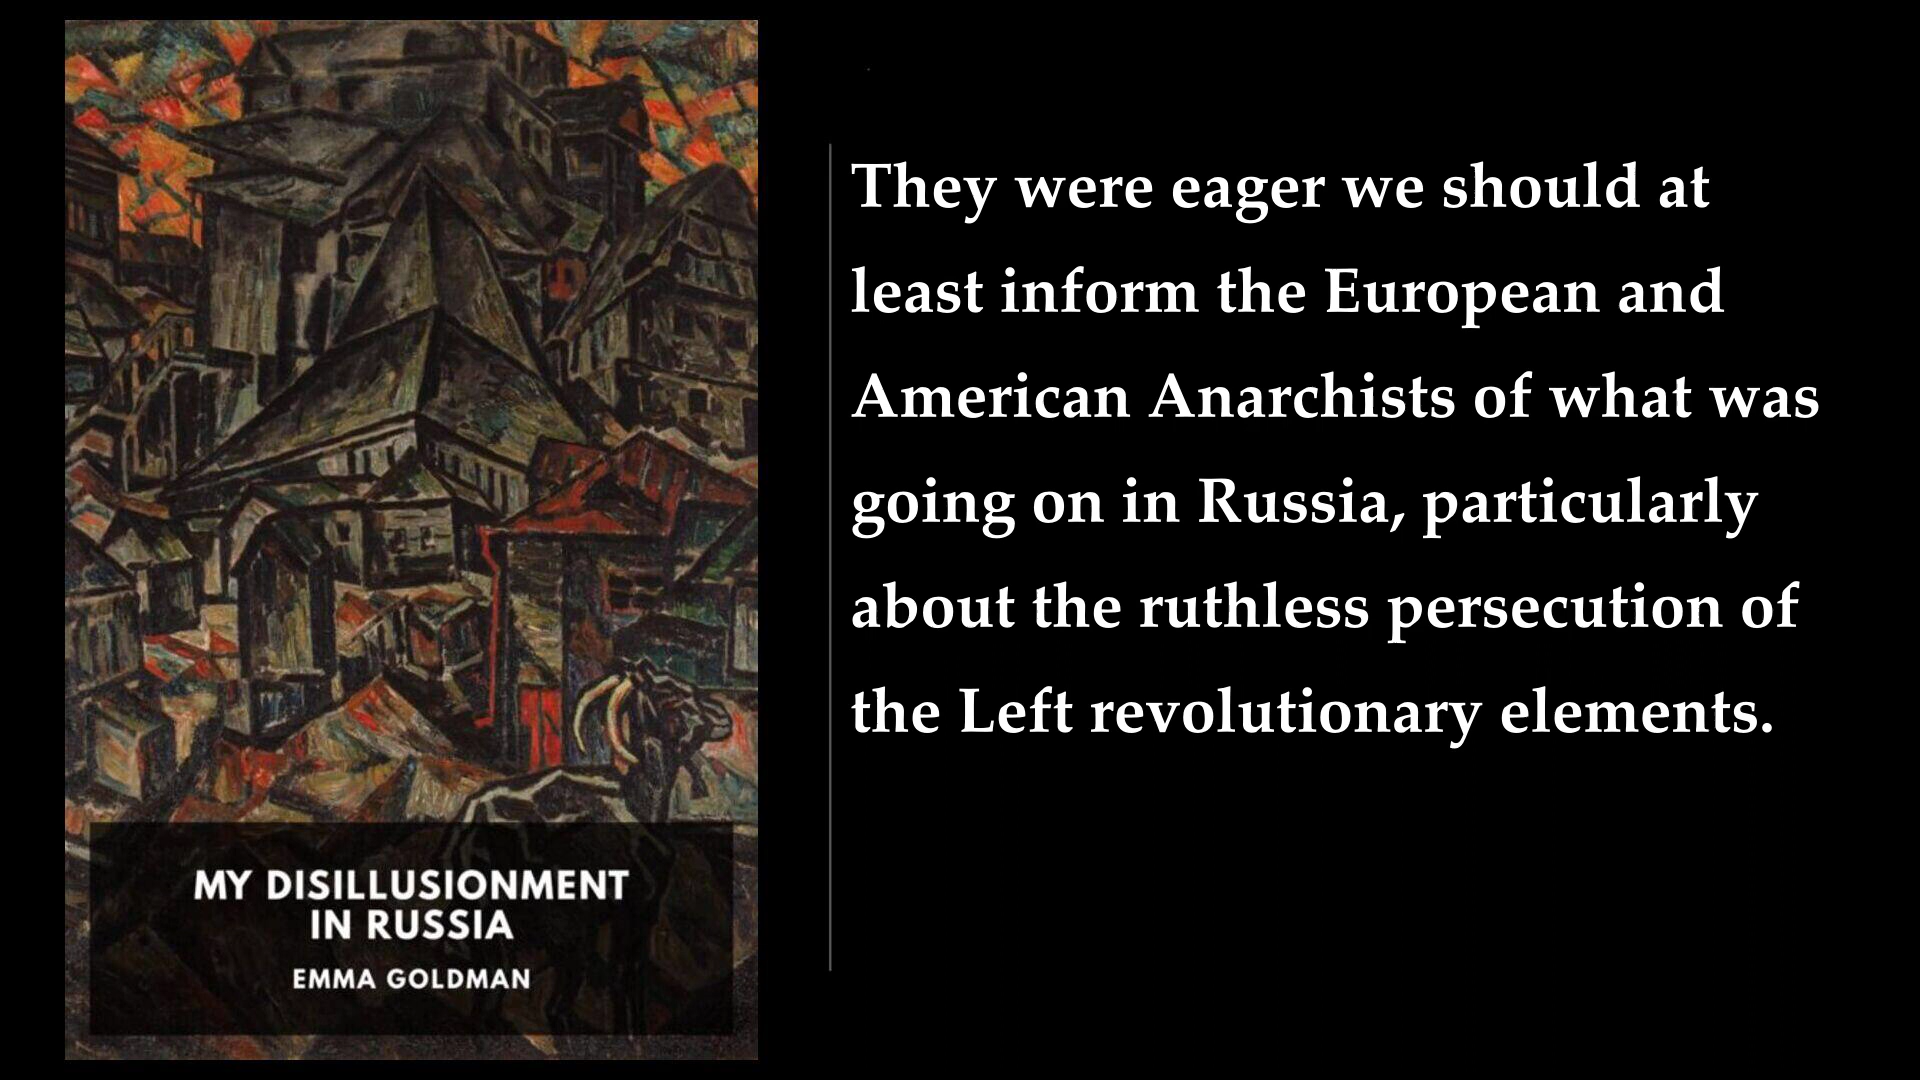 MY DISILLUSIONMENT
IN RUSSIA
EMMA GOLDMAN
They were eager we should at
least inform the European and
American Anarchists of what was
going on in Russia, particularly
about the ruthless persecution of
the Left revolutionary elements.